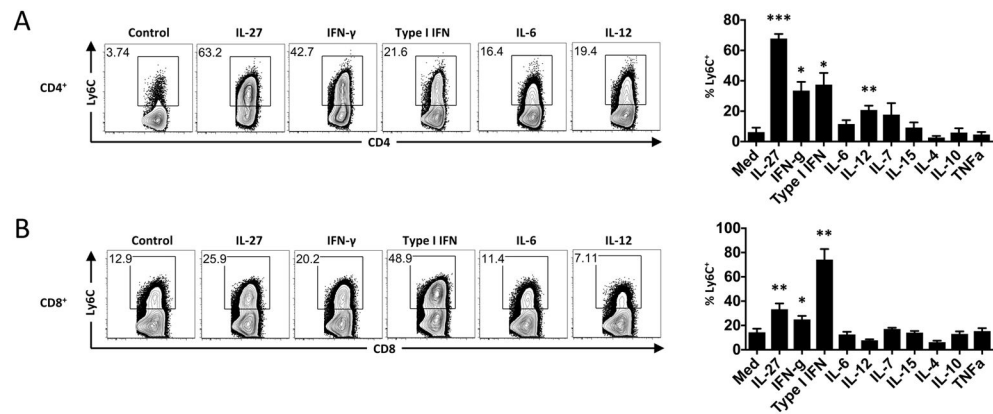 A
Control
IL-27
IFN-γ
Type I IFN
IL-6
IL-12
3.74
63.2
42.7
21.6
16.4
19.4
CD4⁺
Ly6C
CD4
% Ly6C⁺
80
60
40
20
0
***
*
*
**
Med
IL-27
IFN-g
Type I IFN
IL-6
IL-12
IL-7
IL-15
IL-4
IL-10
TNFa
B
Control
IL-27
IFN-γ
Type I IFN
IL-6
IL-12
12.9
25.9
20.2
48.9
11.4
7.11
CD8⁺
Ly6C
CD8
% Ly6C⁺
100
80
60
40
20
0
**
*
**
Med
IL-27
IFN-g
Type I IFN
IL-6
IL-12
IL-7
IL-15
IL-4
IL-10
TNFa